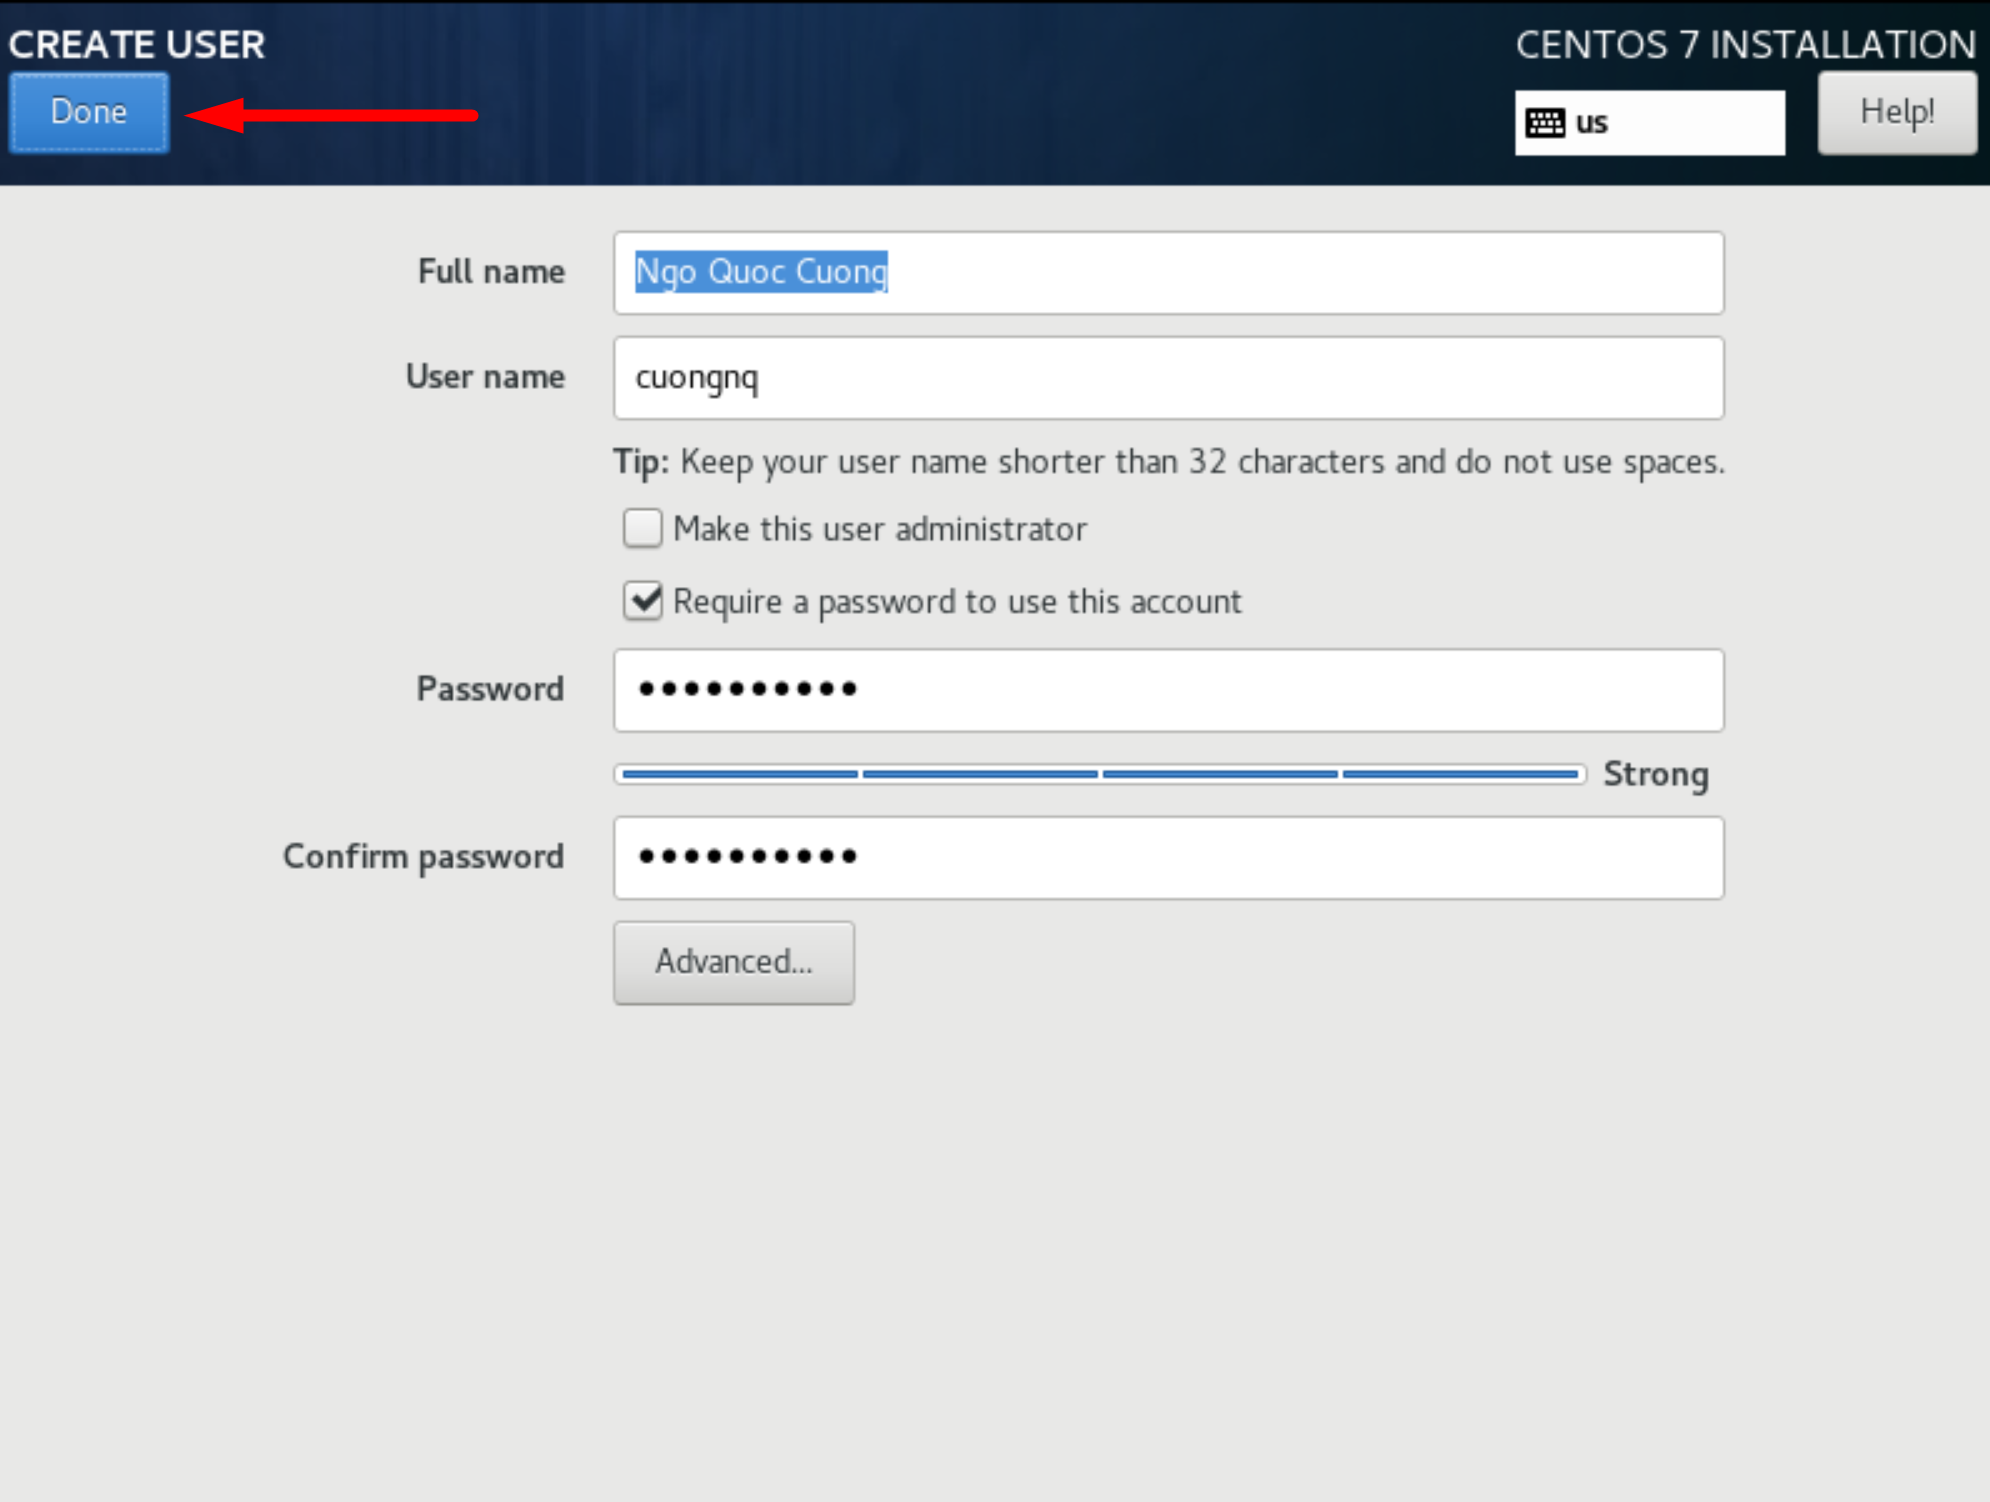 CREATE USER
CENTOS 7 INSTALLATION
Done
us
Help!
Full name
Ngo Quoc Cuong
User name
cuongnq
Tip: Keep your user name shorter than 32 characters and do not use spaces.
Make this user administrator
Require a password to use this account
Password
●●●●●●●●●●
Strong
Confirm password
●●●●●●●●●●
Advanced...